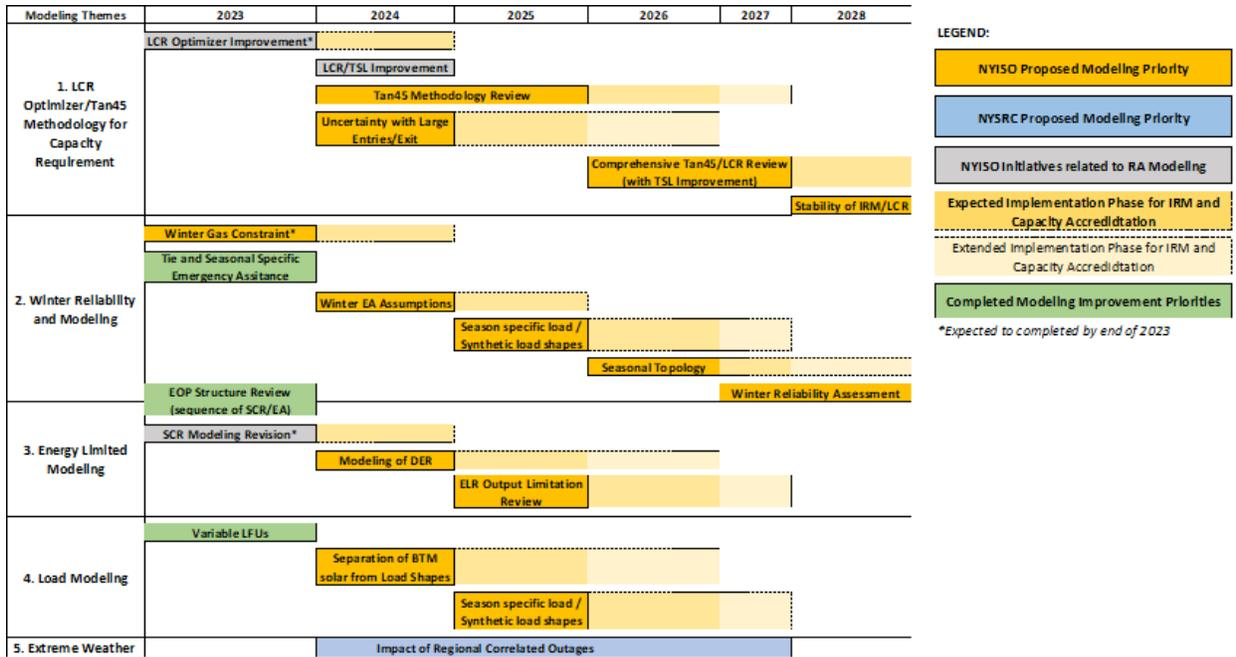 Modeling Themes 2023 2024 2025 2026 2027 2028
1. LCR
Optimizer/Tan45
Methodology for
Capacity
Requirement
LCR Optimizer Improvement*
LCR/TSL Improvement
Tan45 Methodology Review
Uncertainty with Large
Entries/Exit
Comprehensive Tan45/LCR Review
(with TSL Improvement)
Stability of IRM/LCR
2. Winter Reliability
and Modeling
Winter Gas Constraint*
Tie and Seasonal Specific
Emergency Assitance
Winter EA Assumptions
Season specific load /
Synthetic load shapes
Seasonal Topology
Winter Reliability Assessment
EOP Structure Review
(sequence of SCR/EA)
3. Energy Limited
Modeling
SCR Modeling Revision*
Modeling of DER
ELR Output Limitation
Review
4. Load Modeling
Variable LFUs
Separation of BTM
solar from Load Shapes
Season specific load /
Synthetic load shapes
5. Extreme Weather
Impact of Regional Correlated Outages
LEGEND:
NYISO Proposed Modeling Priority
NYSRC Proposed Modeling Priority
NYISO Initiatives related to RA Modeling
Expected Implementation Phase for IRM and
Capacity Accredidtation
Extended Implementation Phase for IRM and
Capacity Accredidtation
Completed Modeling Improvement Priorities
*Expected to completed by end of 2023